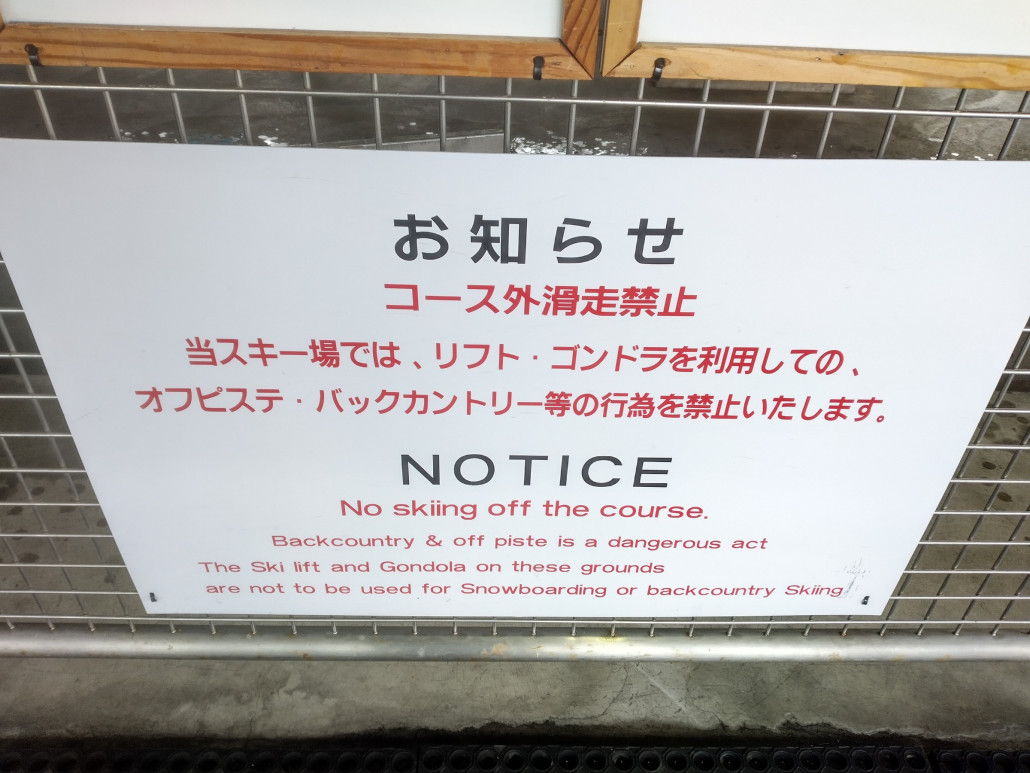 お知らせ
コース外滑走禁止
当スキー場では、リフト・ゴンドラを利用しての、
オフピステ・バックカントリー等の行為を禁止いたします。
NOTICE
No skiing off the course.
Backcountry & off piste is a dangerous act
The Ski lift and Gondola on these grounds
are not to be used for Snowboarding or backcountry Skiing